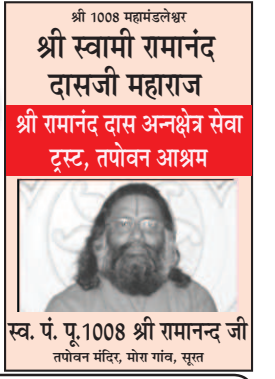 श्री 1008 महामंडलेश्वर
श्री स्वामी रामानंद
दासजी महाराज
श्री रामानंद दास अन्नक्षेत्र सेवा
ट्रस्ट, तपोवन आश्रम
स्व. पं. पू.1008 श्री रामानन्द जी
तपोवन मंदिर, मोरा गांव, सूरत